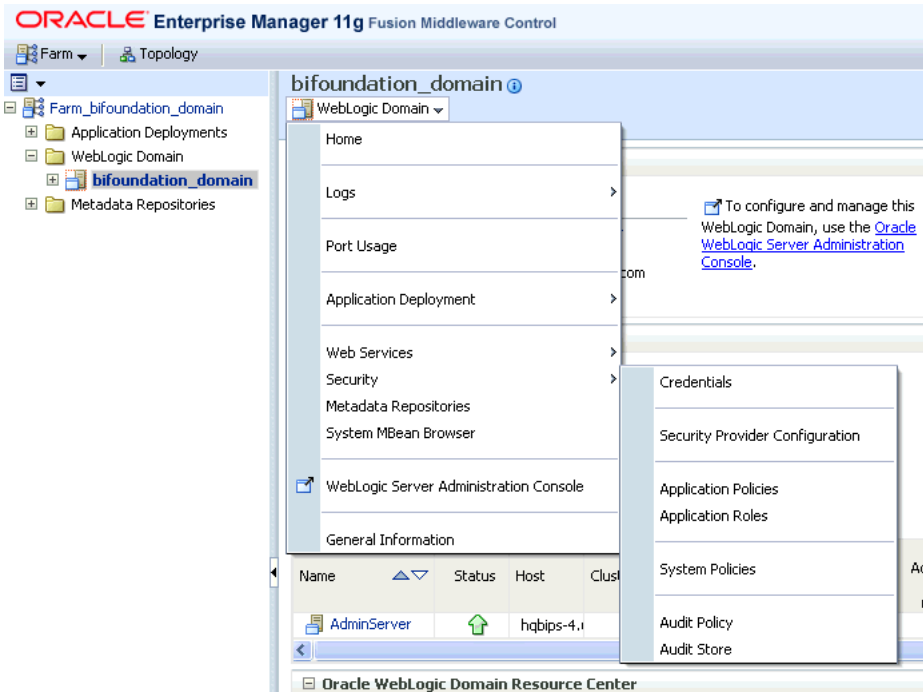 ORACLE Enterprise Manager 11g Fusion Middleware Control
Farm
Topology
Farm_bifoundation_domain
Application Deployments
WebLogic Domain
bifoundation_domain
Metadata Repositories
bifoundation_domain
WebLogic Domain
Home
Logs
Port Usage
Application Deployment
Web Services
Security
Metadata Repositories
System MBean Browser
WebLogic Server Administration Console
General Information
Credentials
Security Provider Configuration
Application Policies
Application Roles
System Policies
Audit Policy
Audit Store
To configure and manage this
WebLogic Domain, use the Oracle
WebLogic Server Administration
Console.
com
Name Status Host
AdminServer
Oracle WebLogic Domain Resource Center